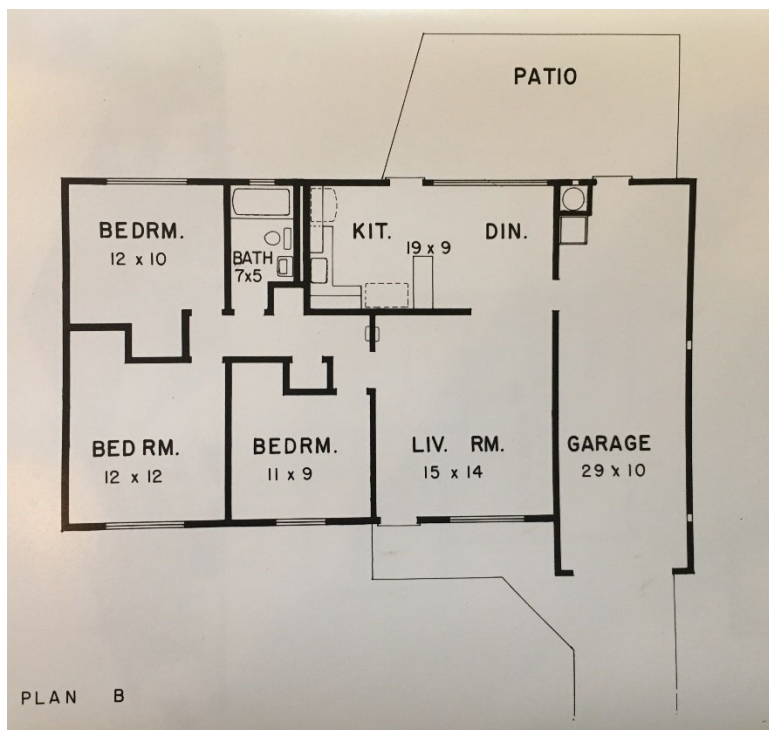 PATIO
BEDRM.
12 x 10
BATH
7x5
KIT.
19 x 9
DIN.
BED RM.
12 x 12
BEDRM.
11 x 9
LIV. RM.
15 x 14
GARAGE
29 x 10
PLAN B